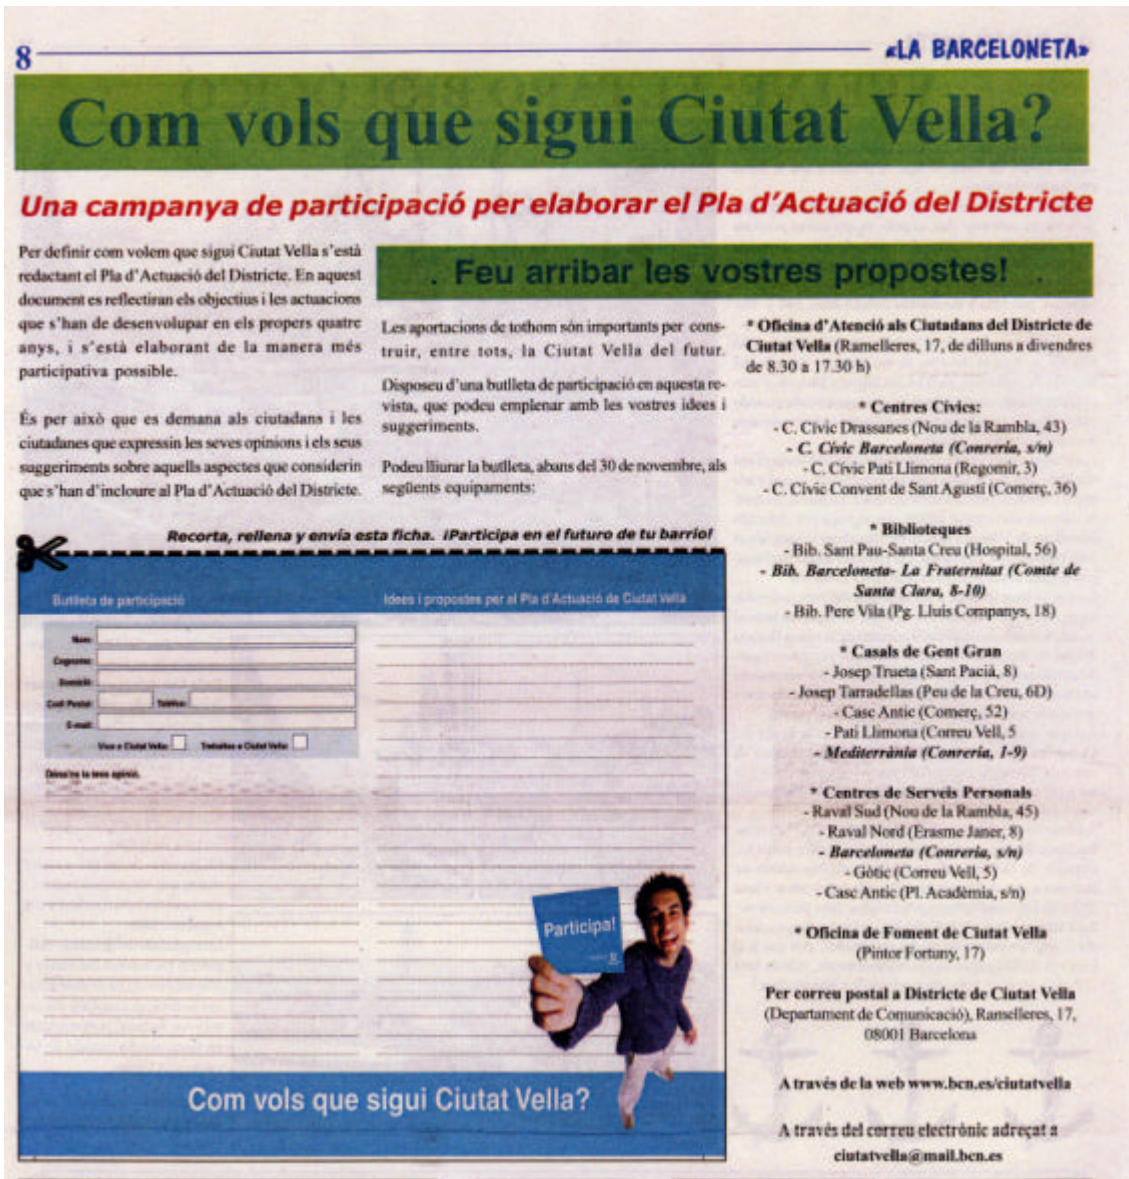 8
«LA BARCELONETA»
Com vols que sigui Ciutat Vella?
Una campanya de participació per elaborar el Pla d'Actuació del Districte
Per definir com volem que sigui Ciutat Vella s'està
redactant el Pla d'Actuació del Districte. En aquest
document es reflectiran els objectius i les actuacions
que s'han de desenvolupar en els propers quatre
anys, i s'està elaborant de la manera més
participativa possible.
És per això que es demana als ciutadans i les
ciutadanes que expressin les seves opinions i els seus
suggeriments sobre aquells aspectes que considerin
que s'han d'incloure al Pla d'Actuació del Districte.
. Feu arribar les vostres propostes! .
Les aportacions de tothom són importants per cons-
truir, entre tots, la Ciutat Vella del futur.
Disposeu d'una butlleta de participació en aquesta re-
vista, que podeu emplenar amb les vostres idees i
suggeriments.
Podeu lliurar la butlleta, abans del 30 de novembre, als
següents equipaments:
* Oficina d'Atenció als Ciutadans del Districte de
Ciutat Vella (Ramelleres, 17, de dilluns a divendres
de 8.30 a 17.30 h)
* Centres Cívics:
- C. Cívic Drassanes (Nou de la Rambla, 43)
- C. Cívic Barceloneta (Conreria, s/n)
- C. Cívic Pati Llimona (Regomir, 3)
- C. Cívic Convent de Sant Agustí (Comerç, 36)
* Biblioteques
- Bib. Sant Pau-Santa Creu (Hospital, 56)
- Bib. Barceloneta- La Fraternitat (Comte de
Santa Clara, 8-10)
- Bib. Pere Vila (Pg. Lluis Companys, 18)
* Casals de Gent Gran
- Josep Trueta (Sant Pacià, 8)
- Josep Tarradellas (Peu de la Creu, 6D)
- Casc Antic (Comerç, 52)
- Pati Llimona (Correu Vell, 5
- Mediterrània (Conreria, 1-9)
* Centres de Serveis Personals
- Raval Sud (Nou de la Rambla, 45)
- Raval Nord (Erasme Janer, 8)
- Barceloneta (Conreria, s/n)
- Gòtic (Correu Vell, 5)
- Casc Antic (Pl. Acadèmia, s/n)
* Oficina de Foment de Ciutat Vella
(Pintor Fortuny, 17)
Per correu postal a Districte de Ciutat Vella
(Departament de Comunicació), Ramelleres, 17,
08001 Barcelona
A través de la web www.bcn.es/ciutatvella
A través del correu electrònic adreçat a
ciutatvella@mail.bcn.es
Recorta, rellena y envía esta ficha. ¡Participa en el futuro de tu barrio!
Butlleta de participació
Idees i propostes per al Pla d'Actuació de Ciutat Vella
Nom:
Cognoms:
Domicili:
Codi Postal:
Telèfon:
E-mail:
Vius a Ciutat Vella:
Treballes a Ciutat Vella:
Dóna'ns la teva opinió.
Participa!
Com vols que sigui Ciutat Vella?